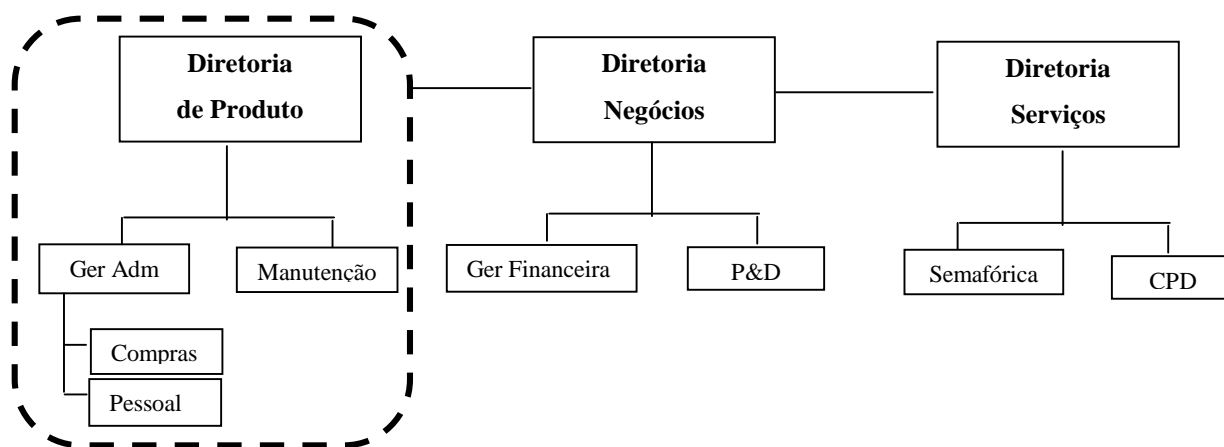 Diretoria
de Produto
Diretoria
Negócios
Diretoria
Serviços
Ger Adm
Manutenção
Ger Financeira
P&D
Semafórica
CPD
Compras
Pessoal